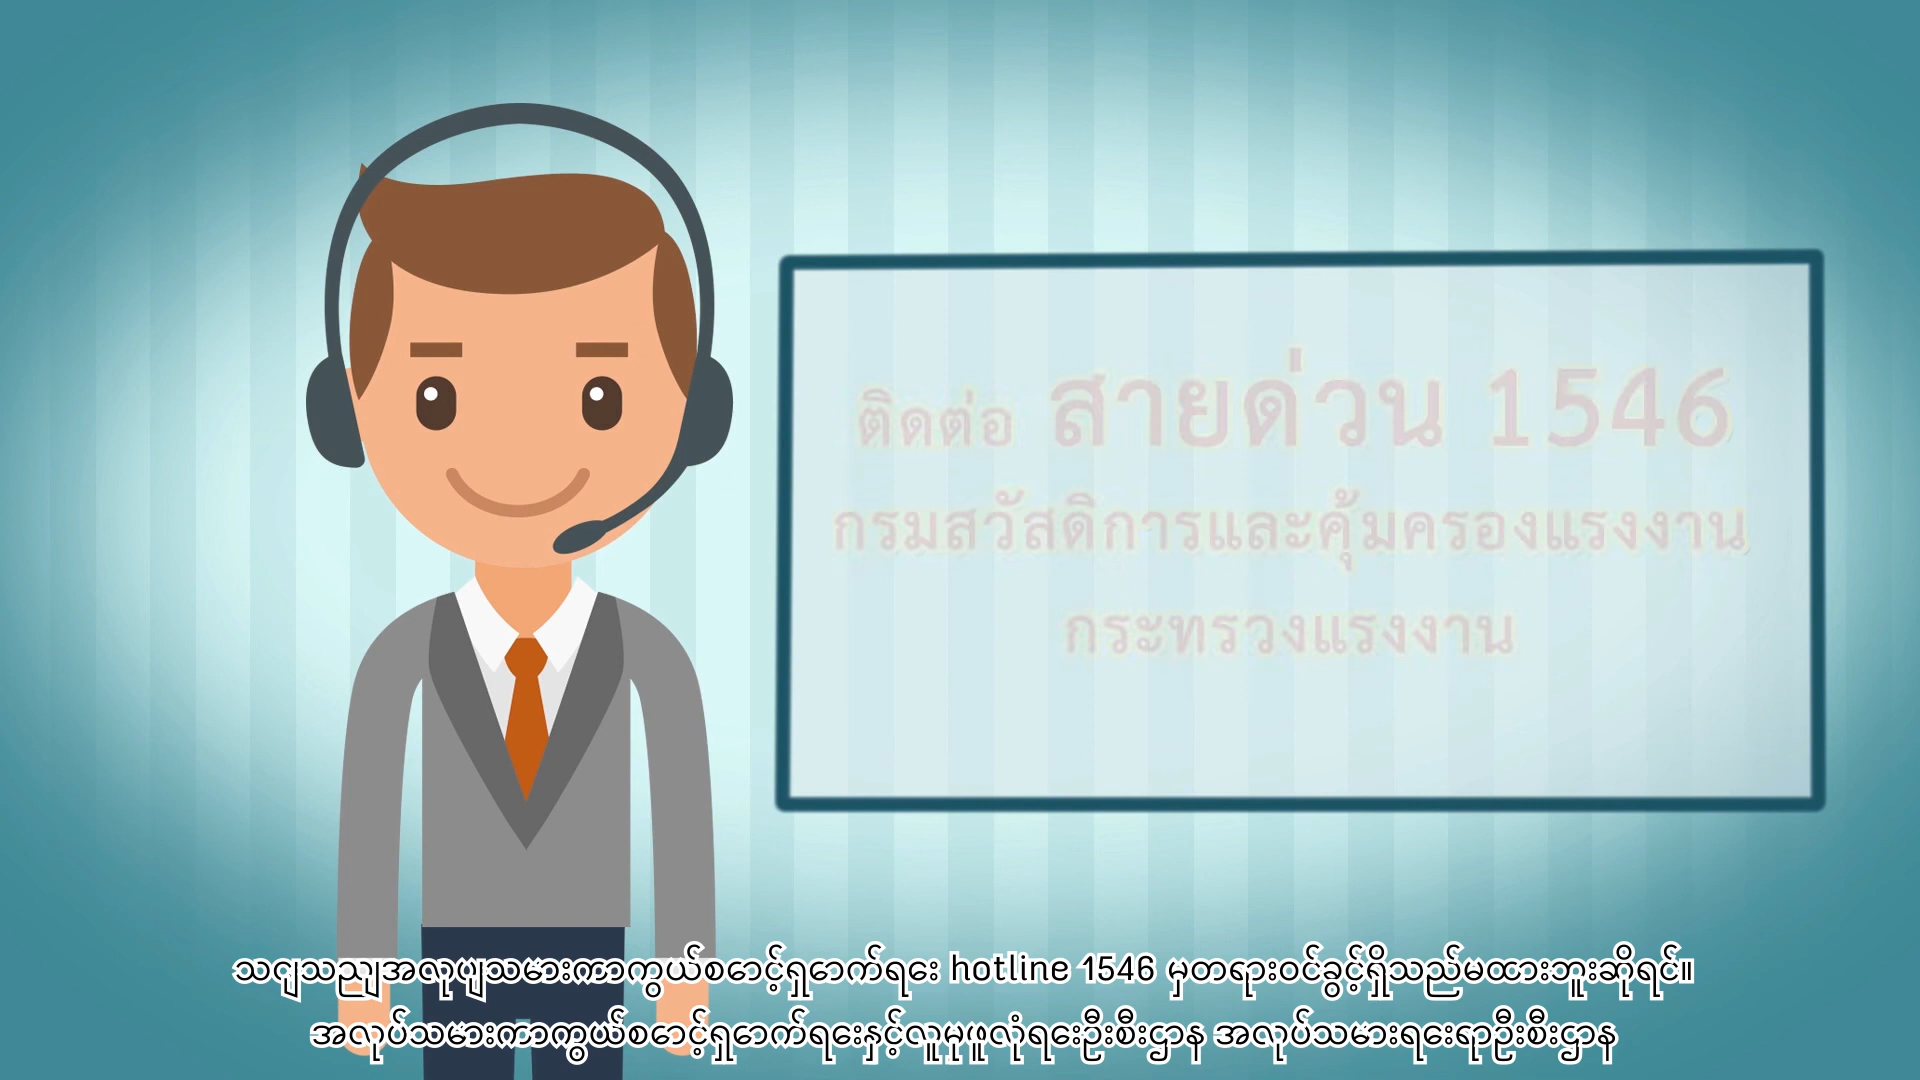 ติดต่อ สายด่วน 1546
กรมสวัสดิการและคุ้มครองแรงงาน
กระทรวงแรงงาน
သငျသညျအလုပျသမားကာကွယ်စောင့်ရှောက်ရေး hotline 1546 မှတရားဝင်ခွင့်ရှိသည်မထားဘူးဆိုရင်။
အလုပ်သမားကာကွယ်စောင့်ရှောက်ရေးနှင့်လူမှုဖူလုံရေးဦးစီးဌာန အလုပ်သမားရေးရာဦးစီးဌာန